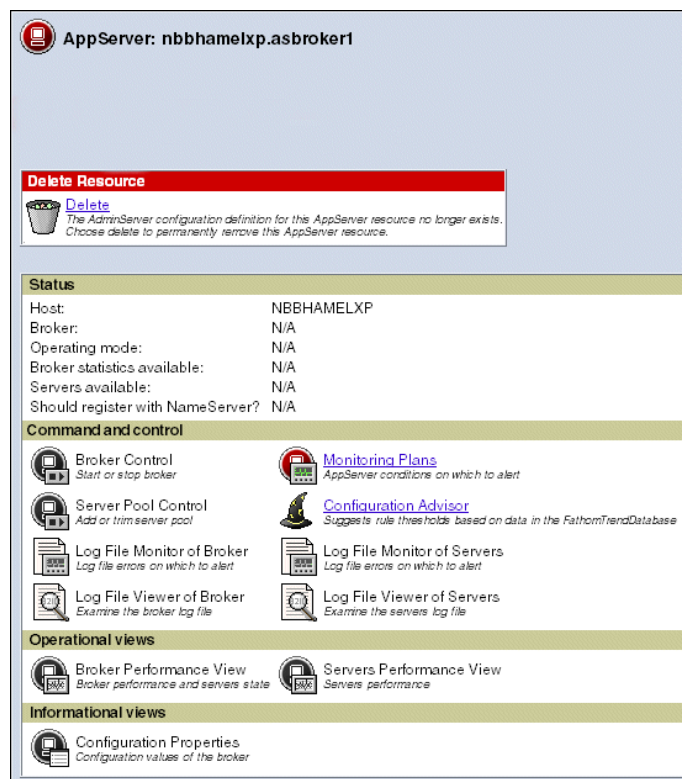 AppServer: nbbhamelxp.asbroker1
Delete Resource
Delete
The AdminServer configuration definition for this AppServer resource no longer exists.
Choose delete to permanently remove this AppServer resource.
Status
Host: NBBHAMELXP
Broker: N/A
Operating mode: N/A
Broker statistics available: N/A
Servers available: N/A
Should register with NameServer? N/A
Command and control
Broker Control Monitoring Plans
Start or stop broker AppServer conditions on which to alert
Server Pool Control Configuration Advisor
Add or trim server pool Suggests rule thresholds based on data in the FathomTrendDatabase
Log File Monitor of Broker Log File Monitor of Servers
Log file errors on which to alert Log file errors on which to alert
Log File Viewer of Broker Log File Viewer of Servers
Examine the broker log file Examine the servers log file
Operational views
Broker Performance View Servers Performance View
Broker performance and servers state Servers performance
Informational views
Configuration Properties
Configuration values of the broker